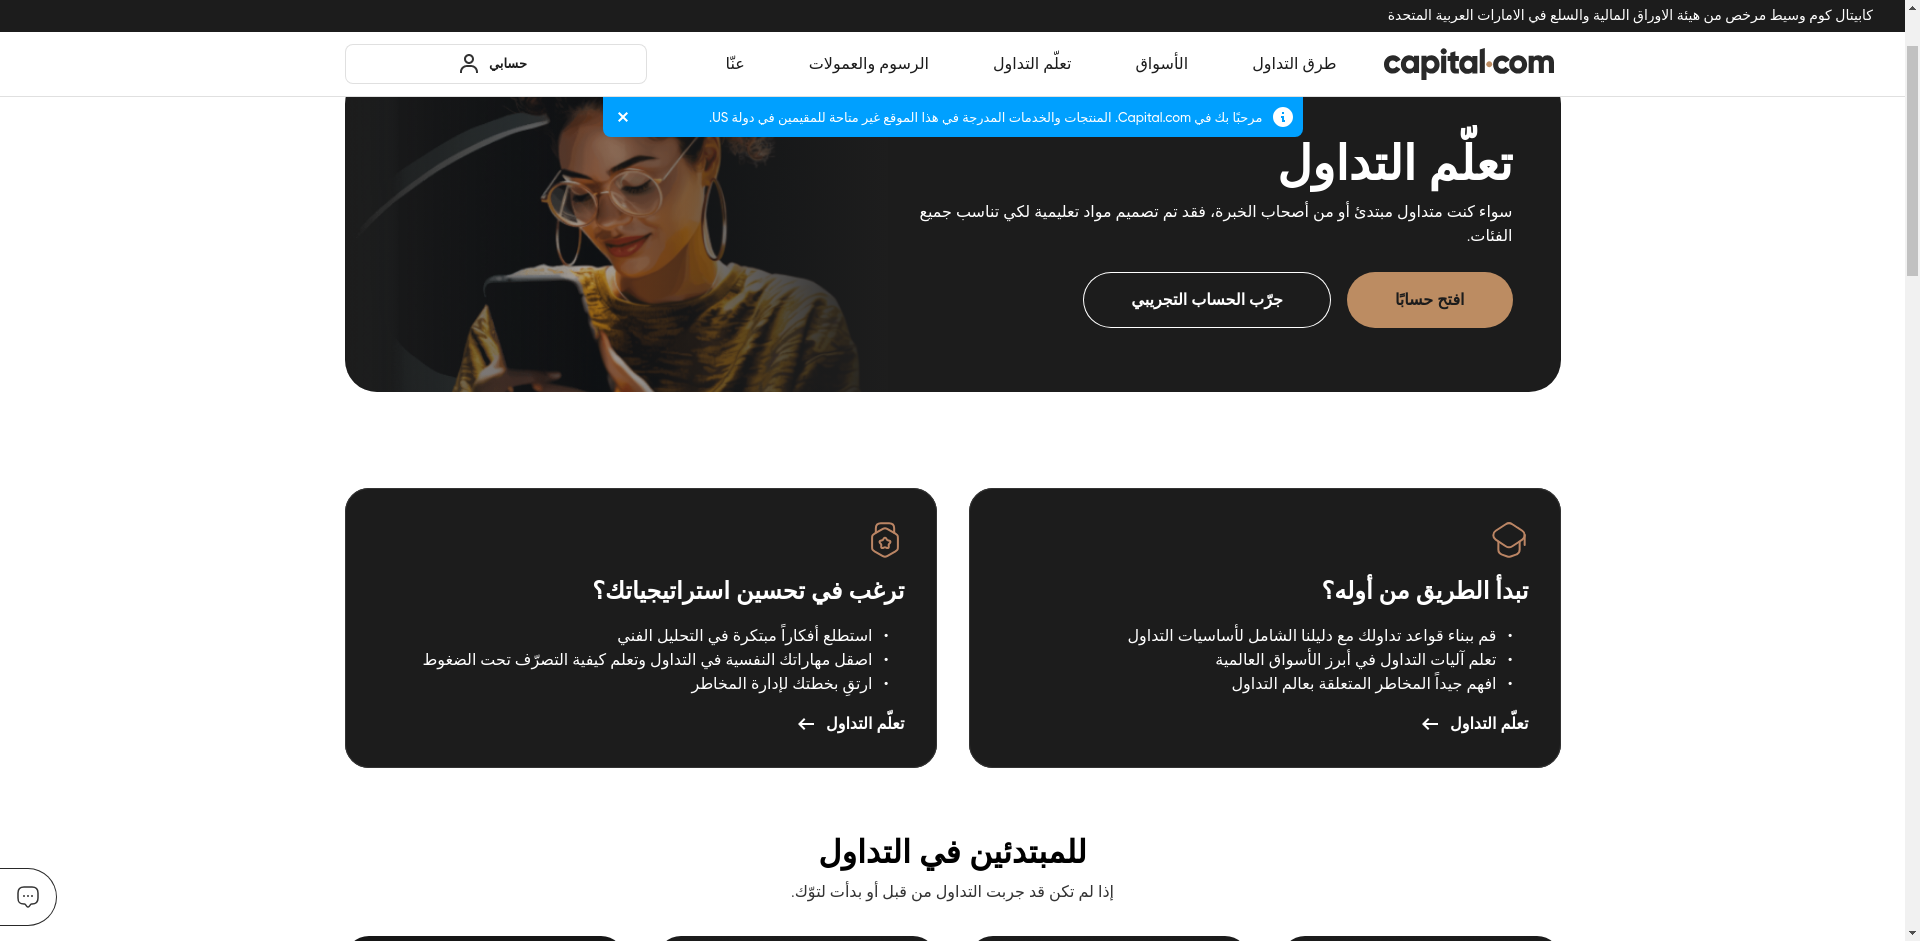 كابيتال كوم وسيط مرخص من هيئة الاوراق المالية والسلع في الامارات العربية المتحدة
capital.com
طرق التداول
الأسواق
تعلّم التداول
الرسوم والعمولات
عنّا
حسابي
مرحبًا بك في Capital.com. المنتجات والخدمات المدرجة في هذا الموقع غير متاحة للمقيمين في دولة US.
تعلّم التداول
سواء كنت متداول مبتدئ أو من أصحاب الخبرة، فقد تم تصميم مواد تعليمية لكي تناسب جميع
الفئات.
افتح حسابًا
جرّب الحساب التجريبي
تبدأ الطريق من أوله؟
• قم ببناء قواعد تداولك مع دليلنا الشامل لأساسيات التداول
• تعلم آليات التداول في أبرز الأسواق العالمية
• افهم جيداً المخاطر المتعلقة بعالم التداول
تعلّم التداول
ترغب في تحسين استراتيجياتك؟
• استطلع أفكاراً مبتكرة في التحليل الفني
• اصقل مهاراتك النفسية في التداول وتعلم كيفية التصرّف تحت الضغوط
• ارتقِ بخطتك لإدارة المخاطر
تعلّم التداول
للمبتدئين في التداول
إذا لم تكن قد جربت التداول من قبل أو بدأت لتوّك.